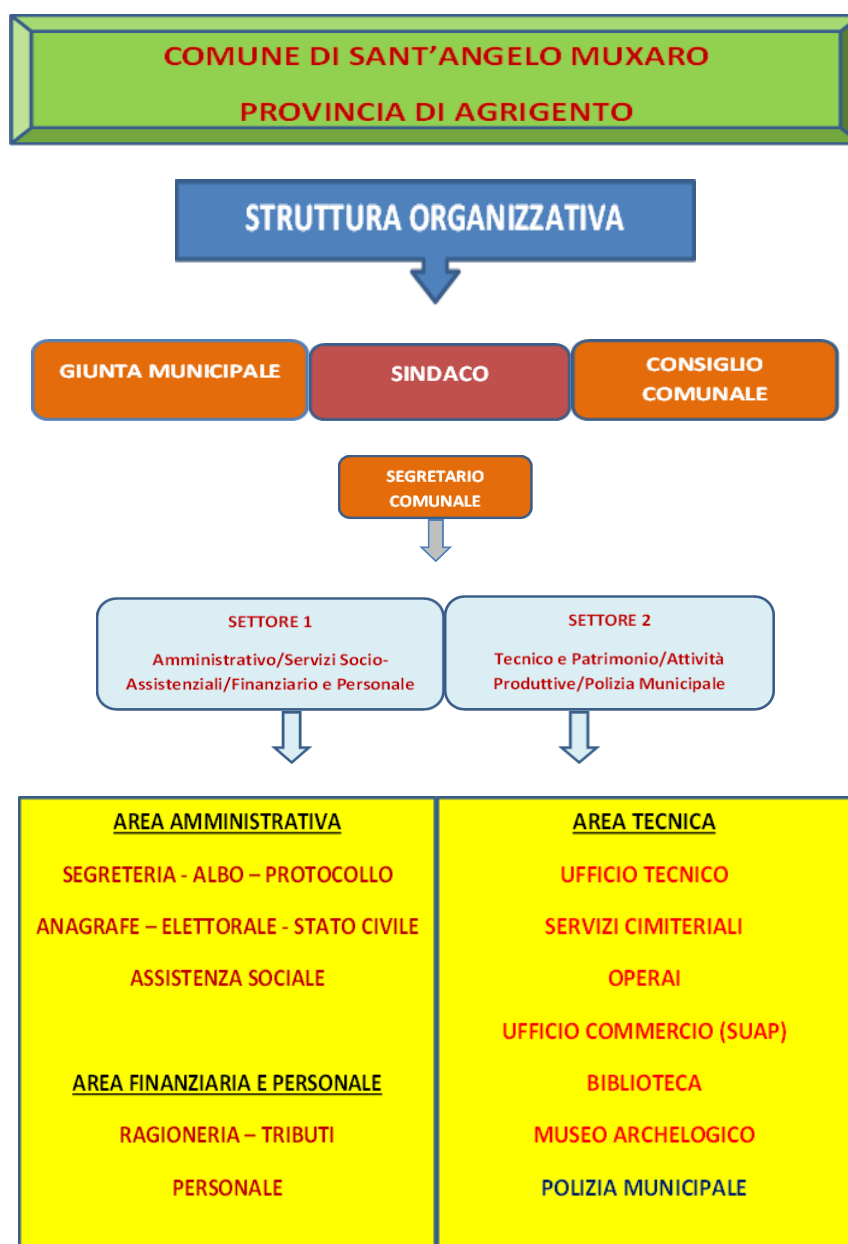 COMUNE DI SANT'ANGELO MUXARO
PROVINCIA DI AGRIGENTO
STRUTTURA ORGANIZZATIVA
GIUNTA MUNICIPALE
SINDACO
CONSIGLIO
COMUNALE
SEGRETARIO
COMUNALE
SETTORE 1
Amministrativo/Servizi Socio-
Assistenziali/Finanziario e Personale
SETTORE 2
Tecnico e Patrimonio/Attività
Produttive/Polizia Municipale
AREA AMMINISTRATIVA
SEGRETERIA - ALBO – PROTOCOLLO
ANAGRAFE – ELETTORALE - STATO CIVILE
ASSISTENZA SOCIALE
AREA FINANZIARIA E PERSONALE
RAGIONERIA – TRIBUTI
PERSONALE
AREA TECNICA
UFFICIO TECNICO
SERVIZI CIMITERIALI
OPERAI
UFFICIO COMMERCIO (SUAP)
BIBLIOTECA
MUSEO ARCHELOGICO
POLIZIA MUNICIPALE